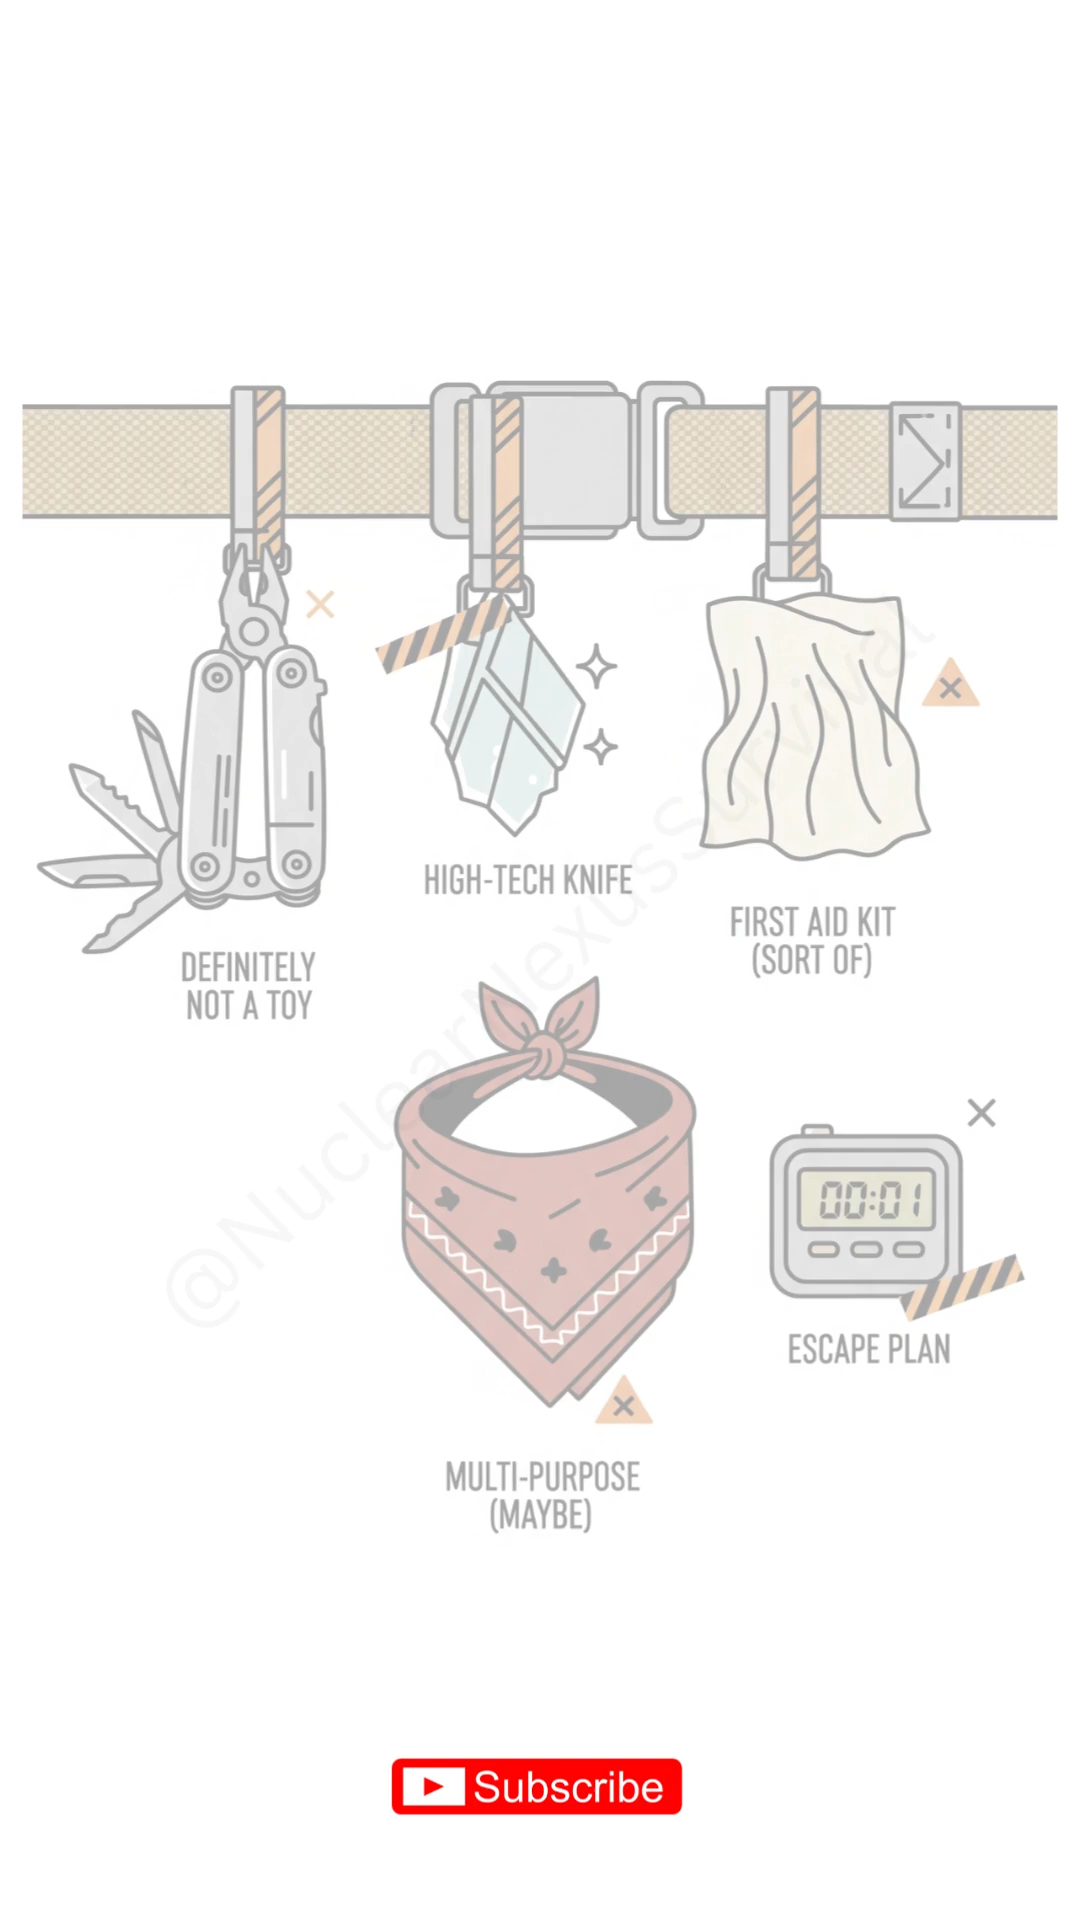 HIGH-TECH KNIFE
FIRST AID KIT
(SORT OF)
DEFINITELY
NOT A TOY
@NuclearNexusSurvival
00:01
ESCAPE PLAN
MULTI-PURPOSE
(MAYBE)
Subscribe